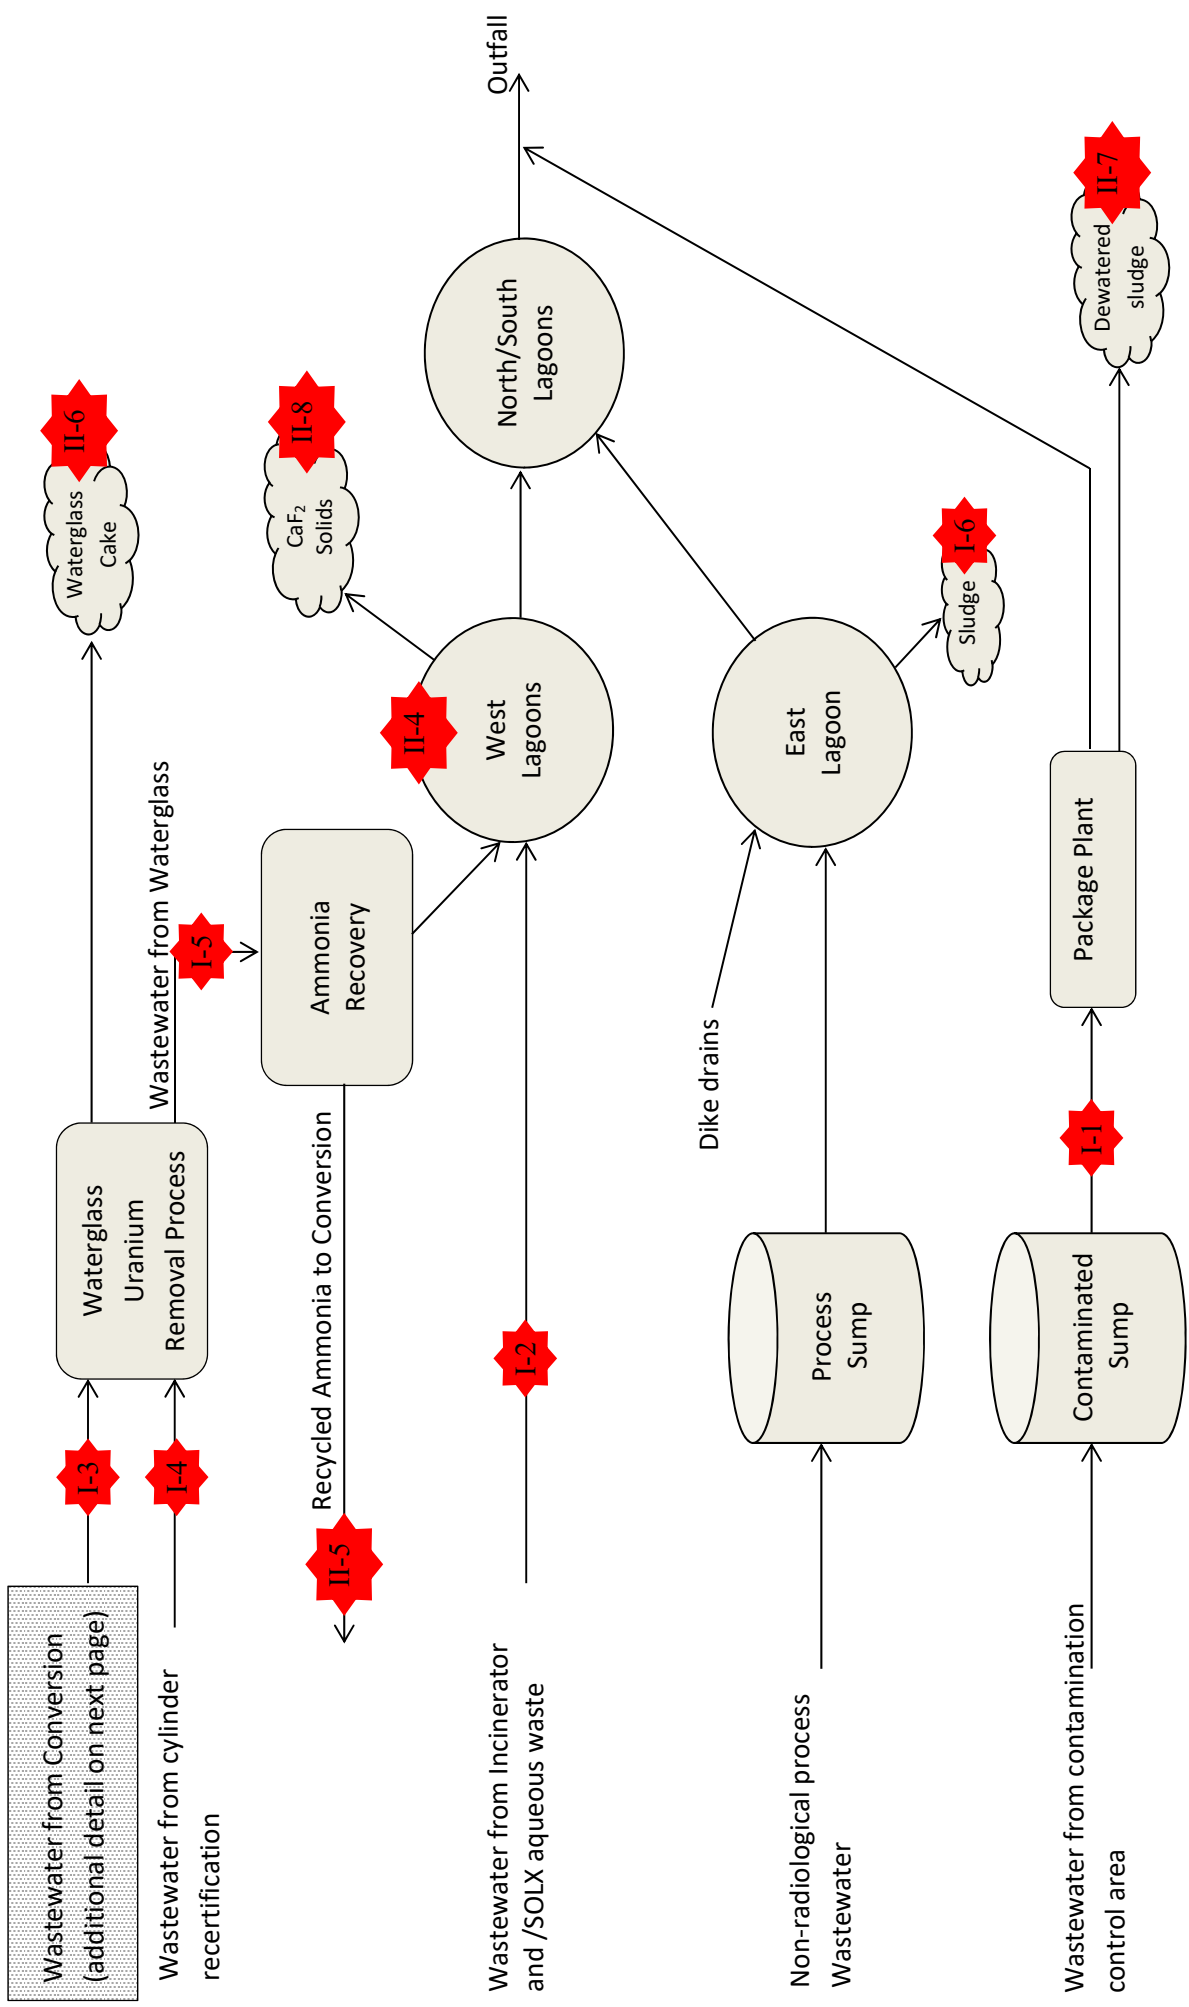 Wastewater from Conversion
(additional detail on next page)
I-3
Wastewater from cylinder
recertification
I-4
Waterglass
Uranium
Removal Process
Wastewater from Waterglass
I-5
Waterglass
Cake
II-6
Ammonia
Recovery
Recycled Ammonia to Conversion
II-5
Wastewater from Incinerator
and /SOLX aqueous waste
I-2
West
Lagoons
II-4
CaF₂
Solids
II-8
North/South
Lagoons
Outfall
Dike drains
Non-radiological process
Wastewater
Process
Sump
East
Lagoon
Sludge
I-6
Wastewater from contamination
control area
Contaminated
Sump
I-1
Package Plant
Dewatered
sludge
II-7